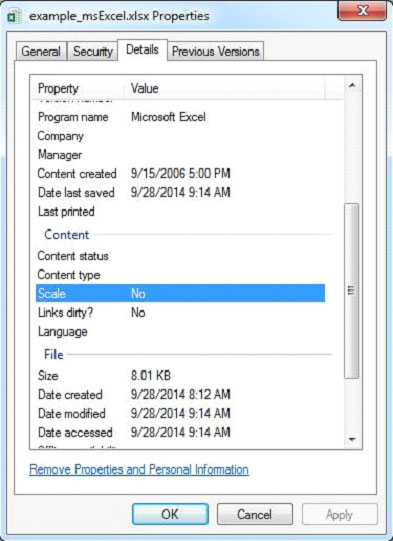 example_msExcel.xlsx Properties
General Security Details Previous Versions
Property Value
Program name Microsoft Excel
Company
Manager
Content created 9/15/2006 5:00 PM
Date last saved 9/28/2014 9:14 AM
Last printed
Content
Content status
Content type
Scale No
Links dirty? No
Language
File
Size 8.01 KB
Date created 9/28/2014 8:12 AM
Date modified 9/28/2014 9:14 AM
Date accessed 9/28/2014 9:14 AM
Remove Properties and Personal Information
OK Cancel Apply